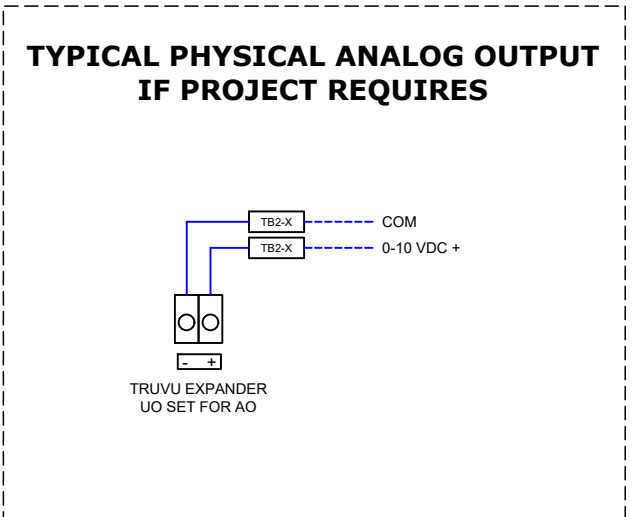 TYPICAL PHYSICAL ANALOG OUTPUT
IF PROJECT REQUIRES
TB2-X COM
TB2-X 0-10 VDC +
- +
TRUVU EXPANDER
UO SET FOR AO